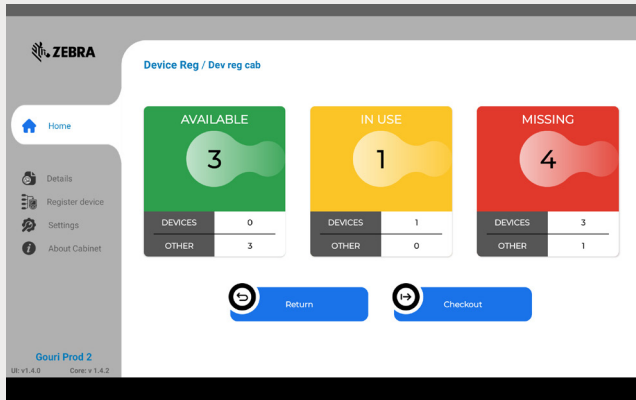 ZEBRA
Device Reg / Dev reg cab
Home
Details
Register device
Settings
About Cabinet
Gouri Prod 2
UI: v1.4.0 Core: v 1.4.2
AVAILABLE
3
DEVICES 0
OTHER 3
IN USE
1
DEVICES 1
OTHER 0
MISSING
4
DEVICES 3
OTHER 1
Return
Checkout